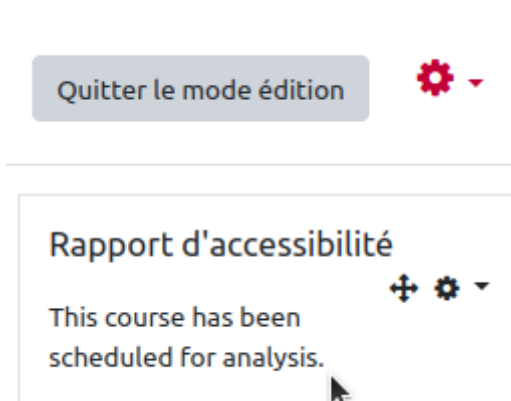 Quitter le mode édition
Rapport d'accessibilité
This course has been
scheduled for analysis.